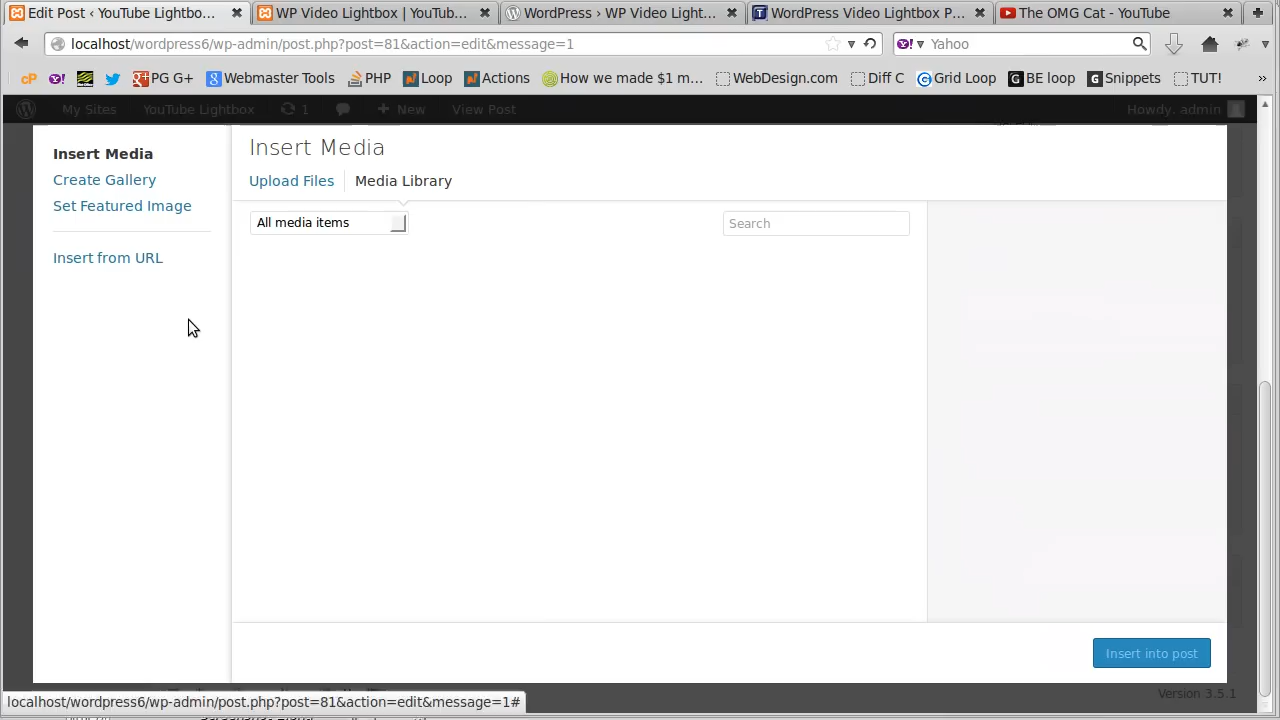 Edit Post ‹ YouTube Lightbo...
WP Video Lightbox | YouTub...
WordPress › WP Video Light...
WordPress Video Lightbox P...
The OMG Cat - YouTube
localhost/wordpress6/wp-admin/post.php?post=81&action=edit&message=1
Yahoo
cP
PG G+
Webmaster Tools
PHP
Loop
Actions
How we made $1 m...
WebDesign.com
Diff C
Grid Loop
BE loop
Snippets
TUT!
»
My Sites
YouTube Lightbox
1
New
View Post
Howdy, admin
Insert Media
Create Gallery
Set Featured Image
Insert from URL
Insert Media
Upload Files
Media Library
All media items
Search
Insert into post
Version 3.5.1
localhost/wordpress6/wp-admin/post.php?post=81&action=edit&message=1#